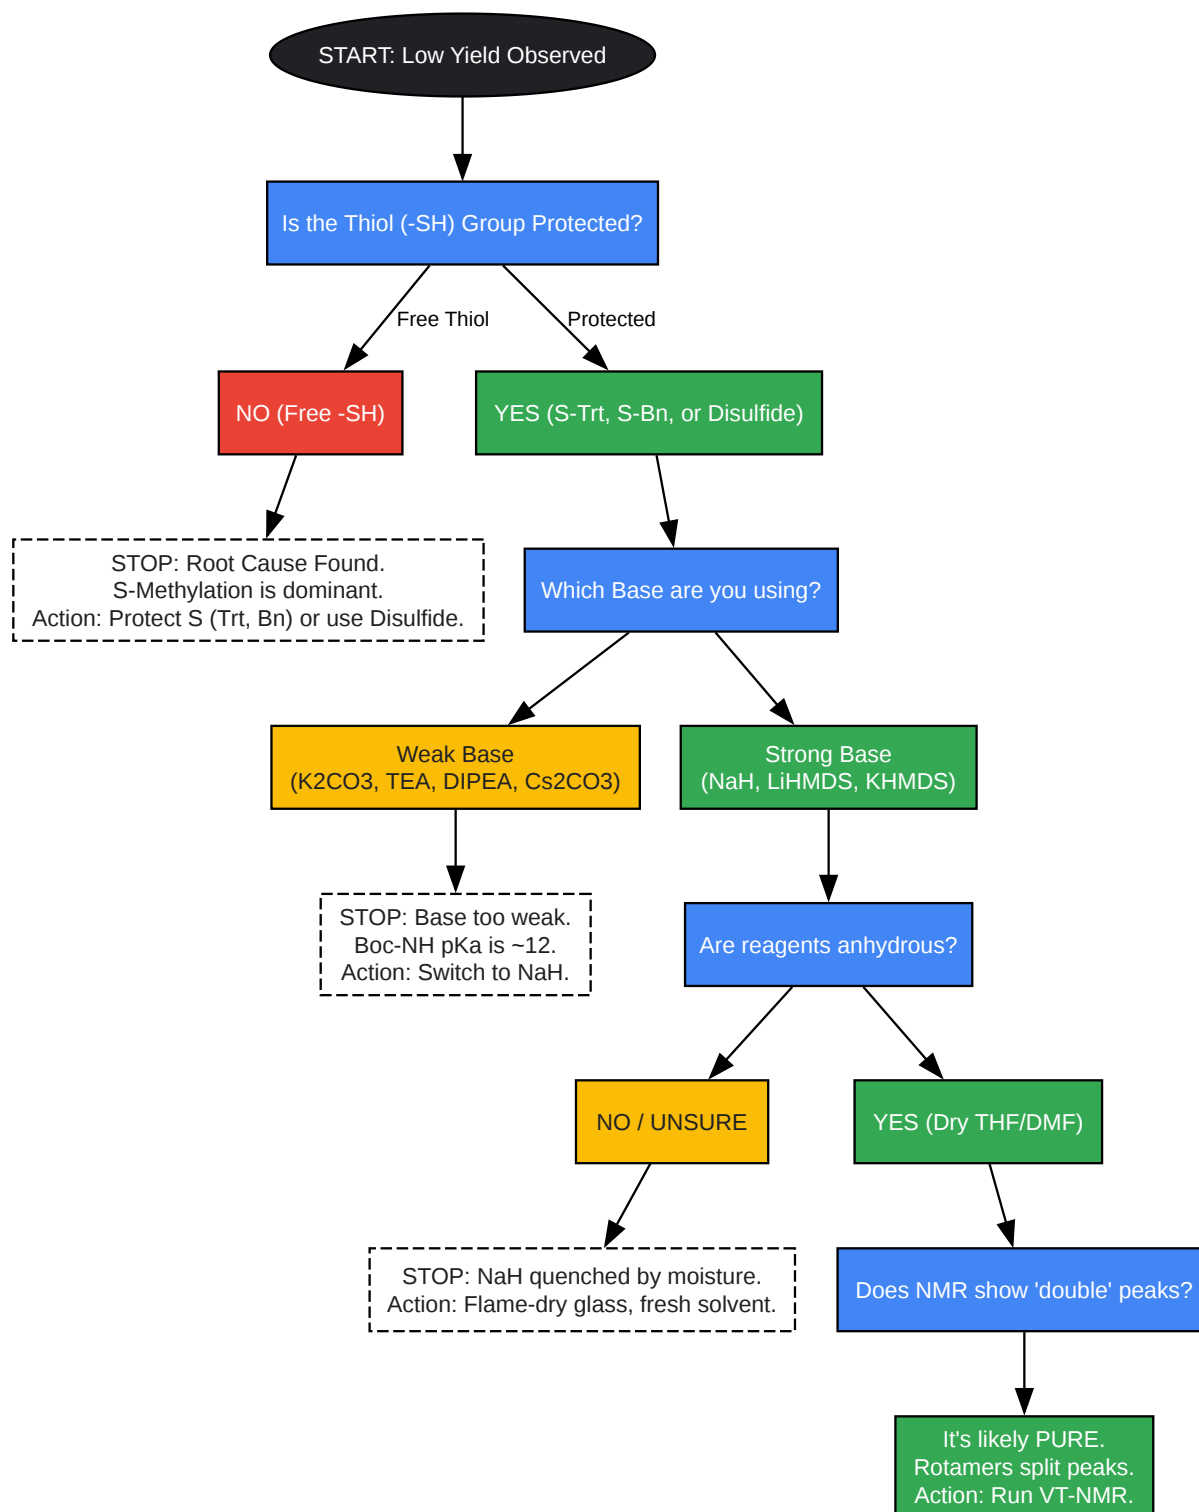 START: Low Yield Observed
Is the Thiol (-SH) Group Protected?
Free Thiol
Protected
NO (Free -SH)
YES (S-Trt, S-Bn, or Disulfide)
STOP: Root Cause Found.
S-Methylation is dominant.
Action: Protect S (Trt, Bn) or use Disulfide.
Which Base are you using?
Weak Base
(K2CO3, TEA, DIPEA, Cs2CO3)
Strong Base
(NaH, LiHMDS, KHMDS)
STOP: Base too weak.
Boc-NH pKa is ~12.
Action: Switch to NaH.
Are reagents anhydrous?
NO / UNSURE
YES (Dry THF/DMF)
STOP: NaH quenched by moisture.
Action: Flame-dry glass, fresh solvent.
Does NMR show 'double' peaks?
It's likely PURE.
Rotamers split peaks.
Action: Run VT-NMR.